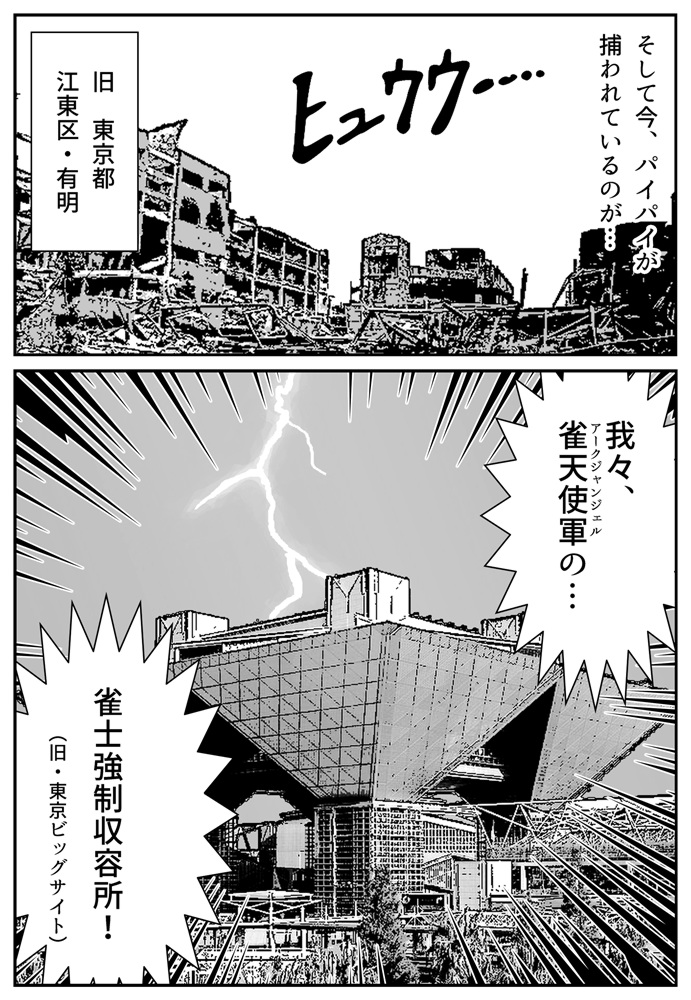 そして今、パイパイが
捕われているのが…
ヒュウウ・・・・
旧　東京都
江東区・有明
我々、
雀天使軍の…
アークジャンジェル
雀士強制収容所！
（旧・東京ビッグサイト）